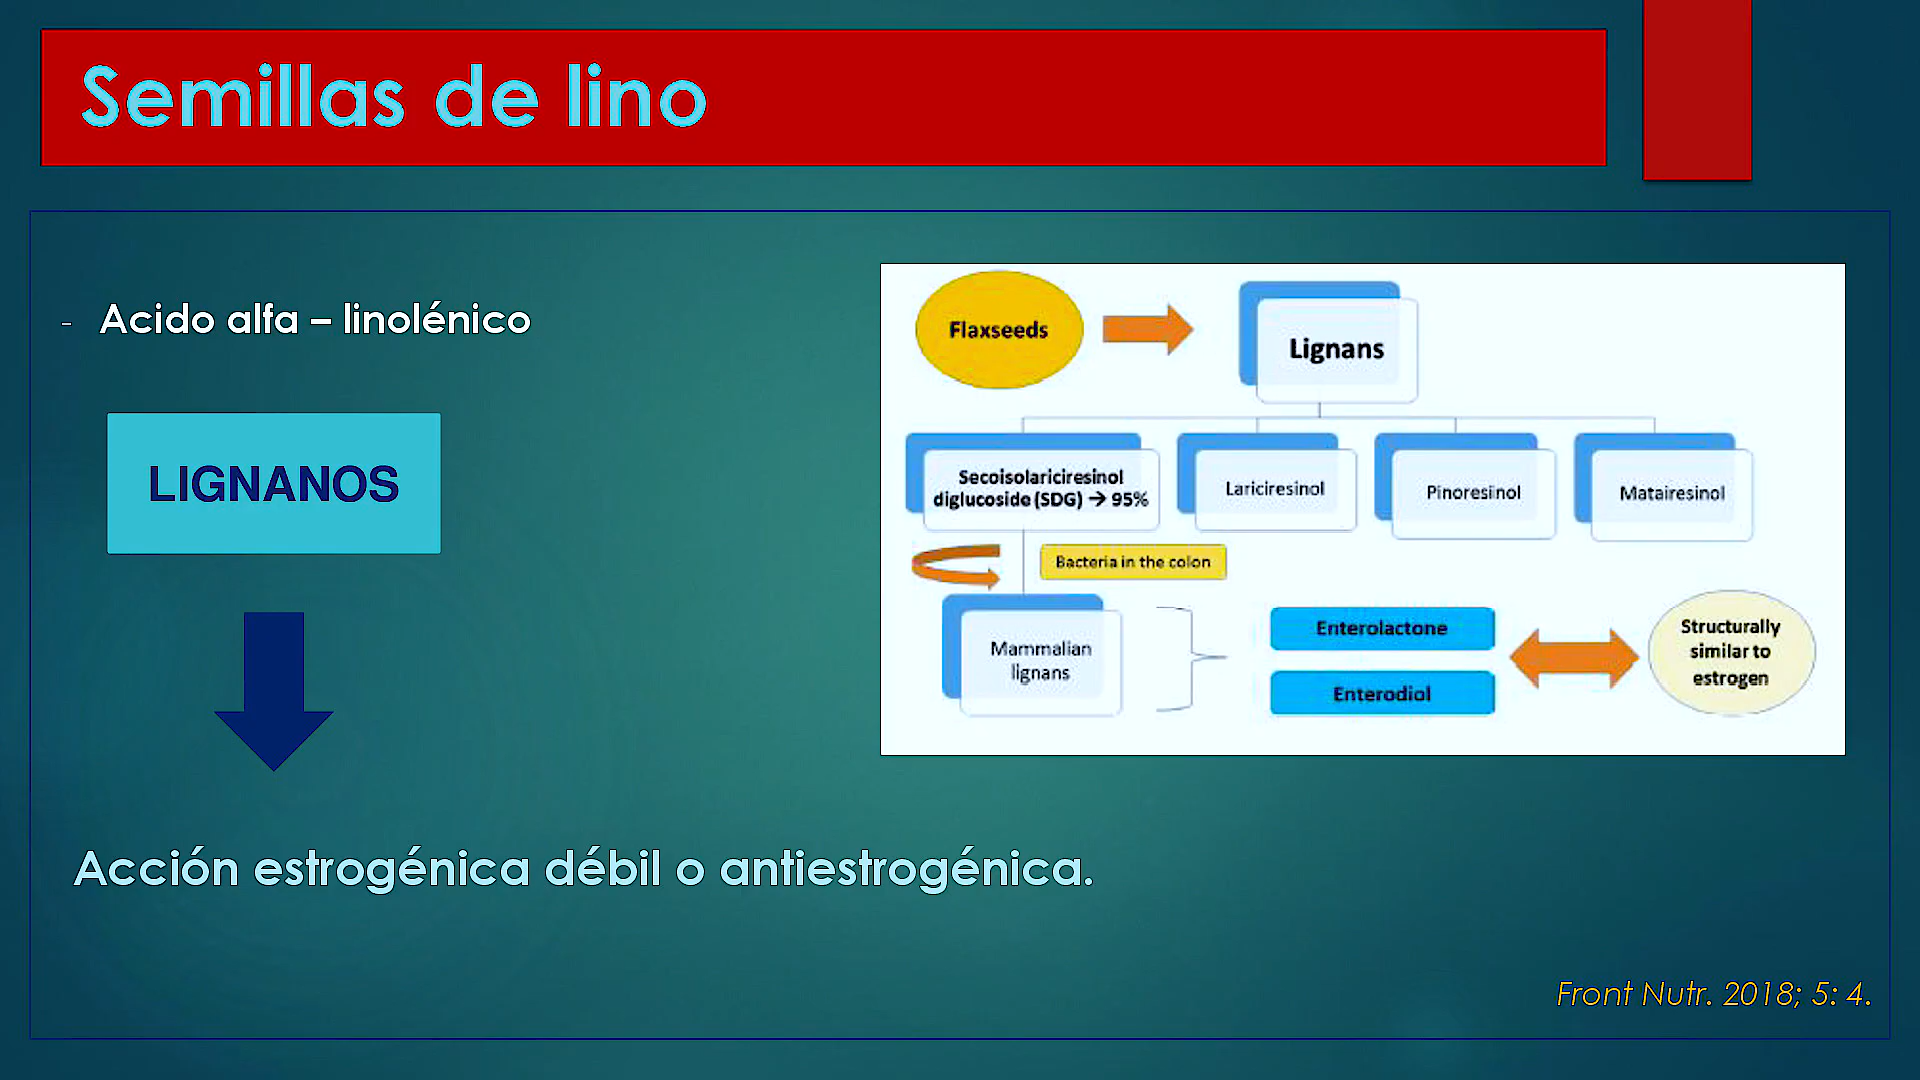 Semillas de lino
- Acido alfa – linolénico
LIGNANOS
Acción estrogénica débil o antiestrogénica.
Flaxseeds
Lignans
Secoisolariciresinol
diglucoside (SDG) → 95%
Lariciresinol
Pinoresinol
Matairesinol
Bacteria in the colon
Mammalian
lignans
Enterolactone
Enterodiol
Structurally
similar to
estrogen
Front Nutr. 2018; 5: 4.